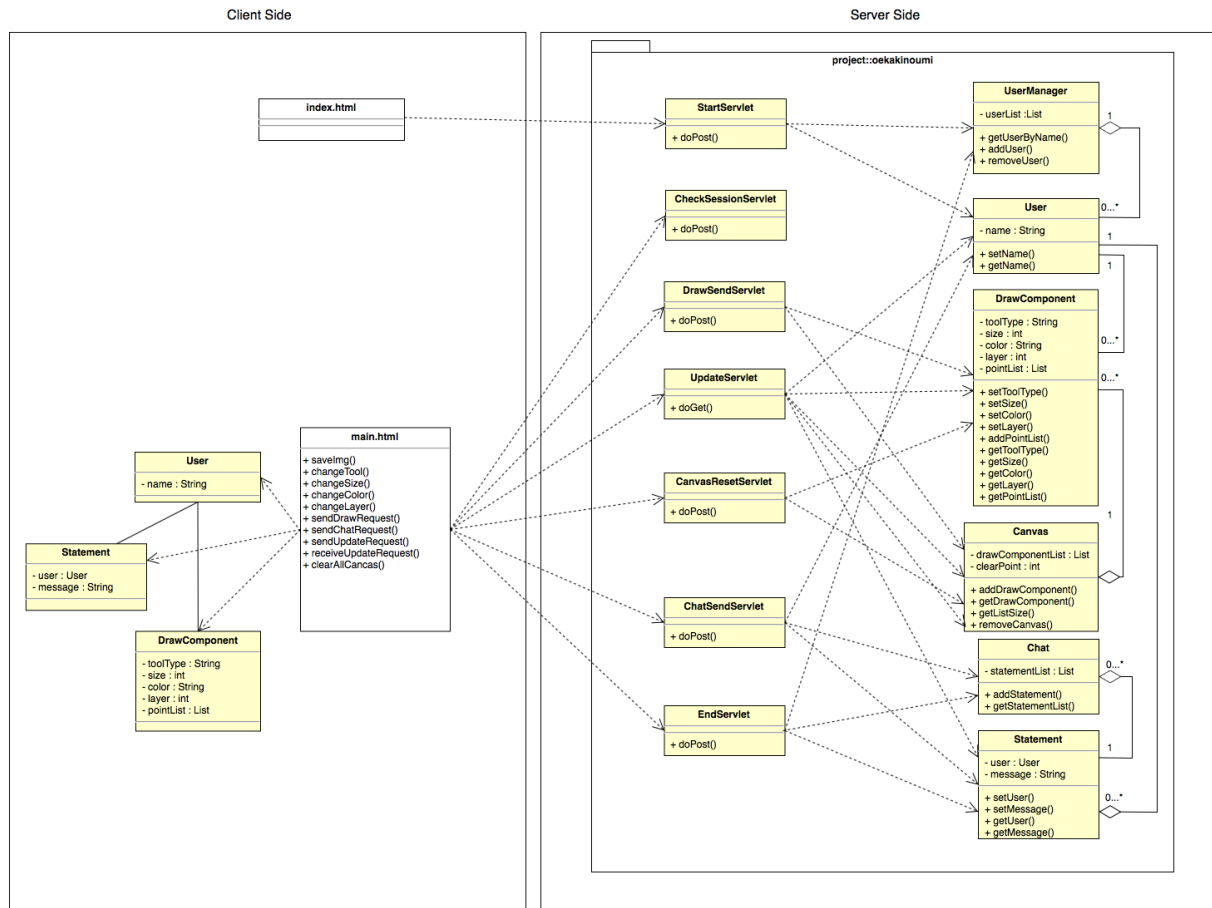 Client Side
index.html
main.html
+ saveImg()
+ changeTool()
+ changeSize()
+ changeColor()
+ changeLayer()
+ sendDrawRequest()
+ sendChatRequest()
+ sendUpdateRequest()
+ receiveUpdateRequest()
+ clearAllCancas()
User
- name : String
Statement
- user : User
- message : String
DrawComponent
- toolType : String
- size : int
- color : String
- layer : int
- pointList : List
Server Side
project::oekakinoumi
StartServlet
+ doPost()
CheckSessionServlet
+ doPost()
DrawSendServlet
+ doPost()
UpdateServlet
+ doGet()
CanvasResetServlet
+ doPost()
ChatSendServlet
+ doPost()
EndServlet
+ doPost()
UserManager
- userList :List
+ getUserByName()
+ addUser()
+ removeUser()
1
0...*
User
- name : String
+ setName()
+ getName()
1
1
DrawComponent
- toolType : String
- size : int
- color : String
- layer : int
- pointList : List
+ setToolType()
+ setSize()
+ setColor()
+ setLayer()
+ addPointList()
+ getToolType()
+ getSize()
+ getColor()
+ getLayer()
+ getPointList()
0...*
0...*
1
Canvas
- drawComponentList : List
- clearPoint : int
+ addDrawComponent()
+ getDrawComponent()
+ getListSize()
+ removeCanvas()
Chat
- statementList : List
+ addStatement()
+ getStatementList()
0...*
1
Statement
- user : User
- message : String
+ setUser()
+ setMessage()
+ getUser()
+ getMessage()
0...*